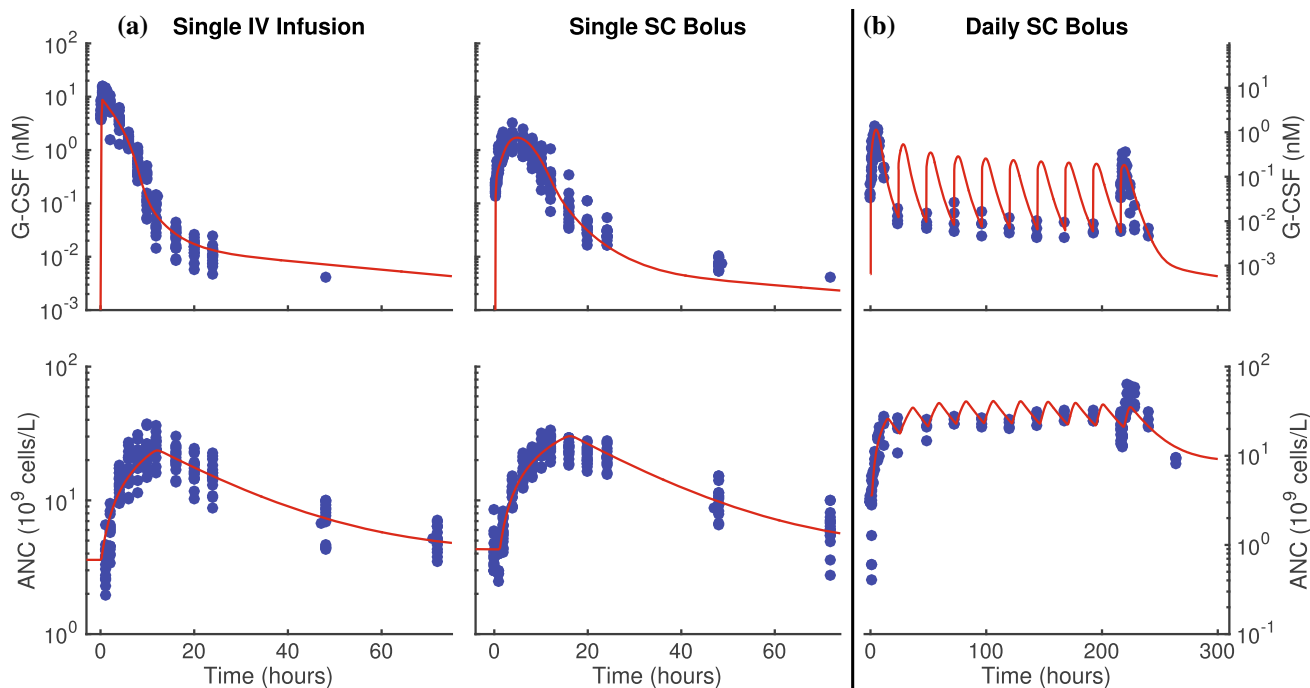 (a) Single IV Infusion
Single SC Bolus
(b) Daily SC Bolus
G-CSF (nM)
10^2
10^1
10^0
10^-1
10^-2
10^-3
10^1
10^0
10^-1
10^-2
10^-3
G-CSF (nM)
ANC (10^9 cells/L)
10^2
10^1
10^0
10^2
10^1
10^0
10^-1
ANC (10^9 cells/L)
0 20 40 60
0 20 40 60
0 100 200 300
Time (hours)
Time (hours)
Time (hours)